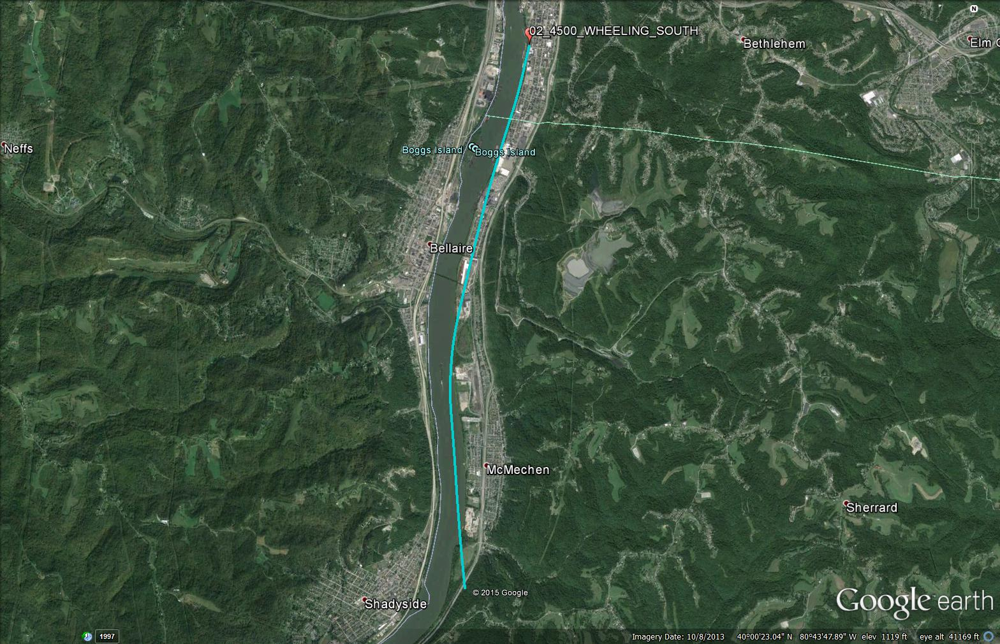 N
02_4500_WHEELING_SOUTH
Bethlehem
Elm G
Neffs
Boggs Island
Boggs Island
Bellaire
McMechen
Sherrard
Shadyside
© 2015 Google
Google earth
1997
Imagery Date: 10/8/2013 40°00'23.04" N 80°43'47.89" W elev 1119 ft eye alt 41169 ft